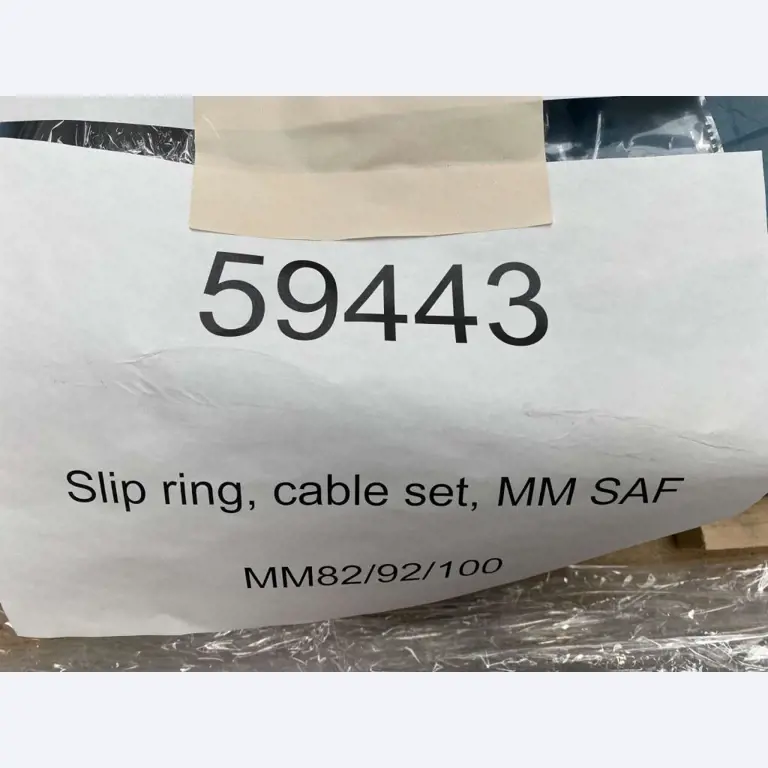 59443
Slip ring, cable set, MM SAF
MM82/92/100